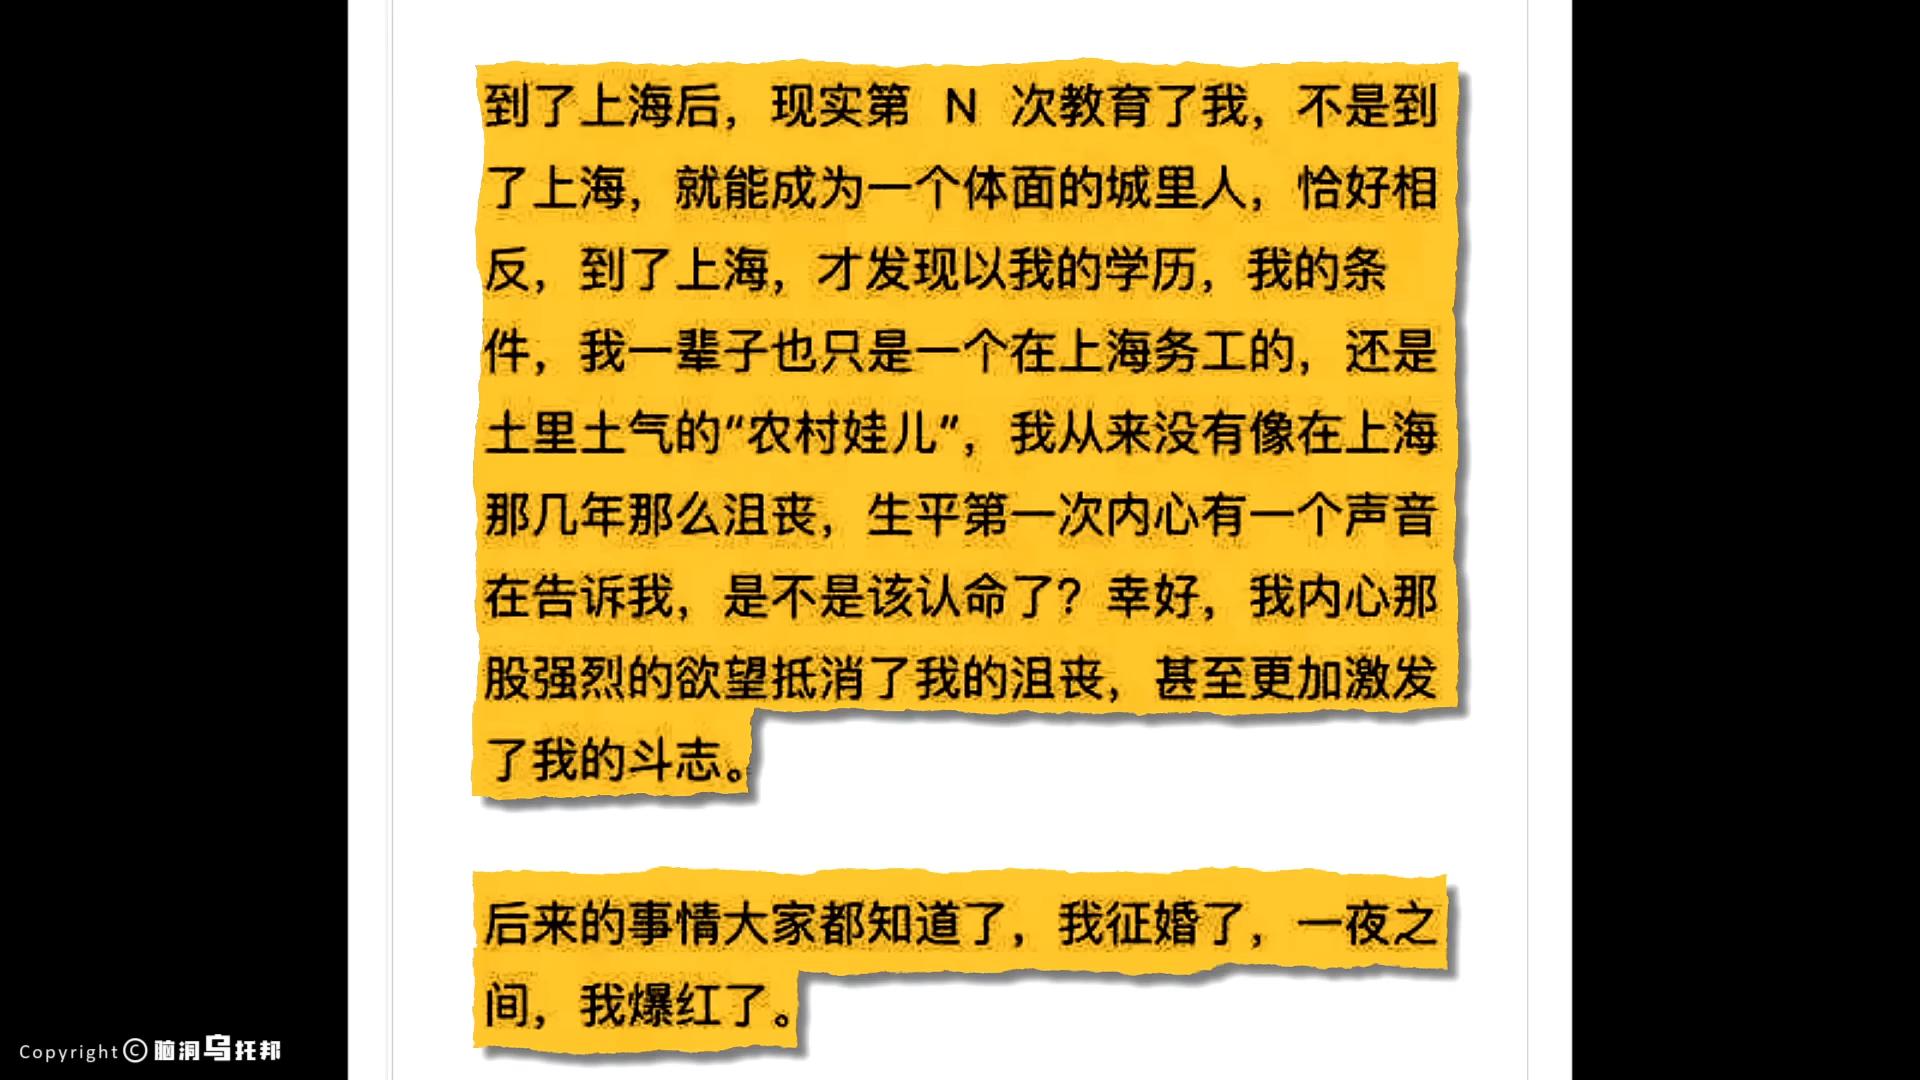 到了上海后，现实第 N 次教育了我，不是到
了上海，就能成为一个体面的城里人，恰好相
反，到了上海，才发现以我的学历，我的条
件，我一辈子也只是一个在上海务工的，还是
土里土气的“农村娃儿”，我从来没有像在上海
那几年那么沮丧，生平第一次内心有一个声音
在告诉我，是不是该认命了？幸好，我内心那
股强烈的欲望抵消了我的沮丧，甚至更加激发
了我的斗志。
后来的事情大家都知道了，我征婚了，一夜之
间，我爆红了。
Copyright © 脑洞乌托邦